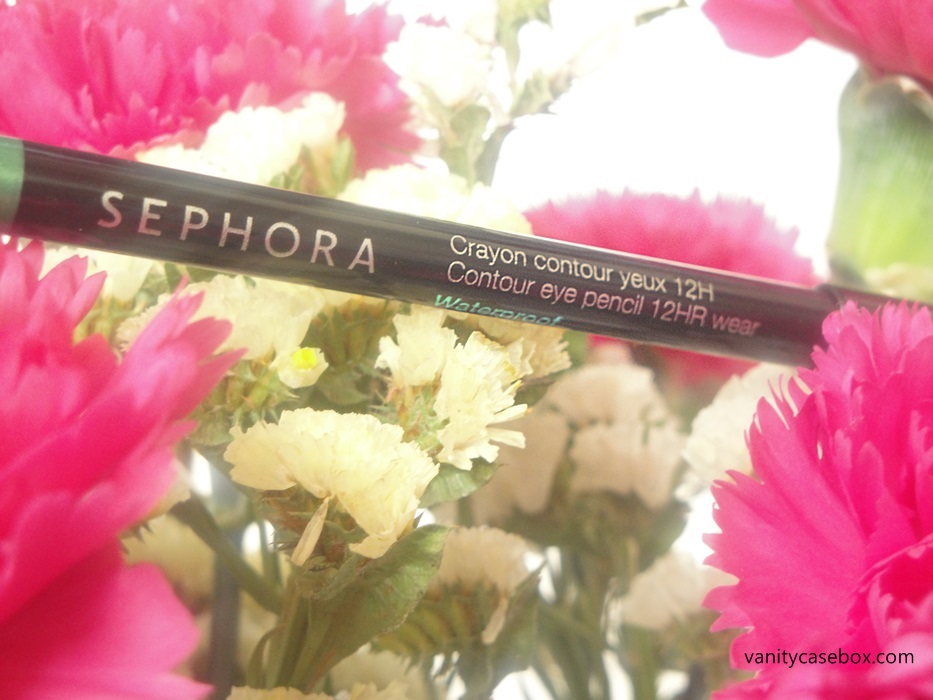 SEPHORA
Crayon contour yeux 12H
Contour eye pencil 12HR wear
Waterproof
vanitycasebox.com